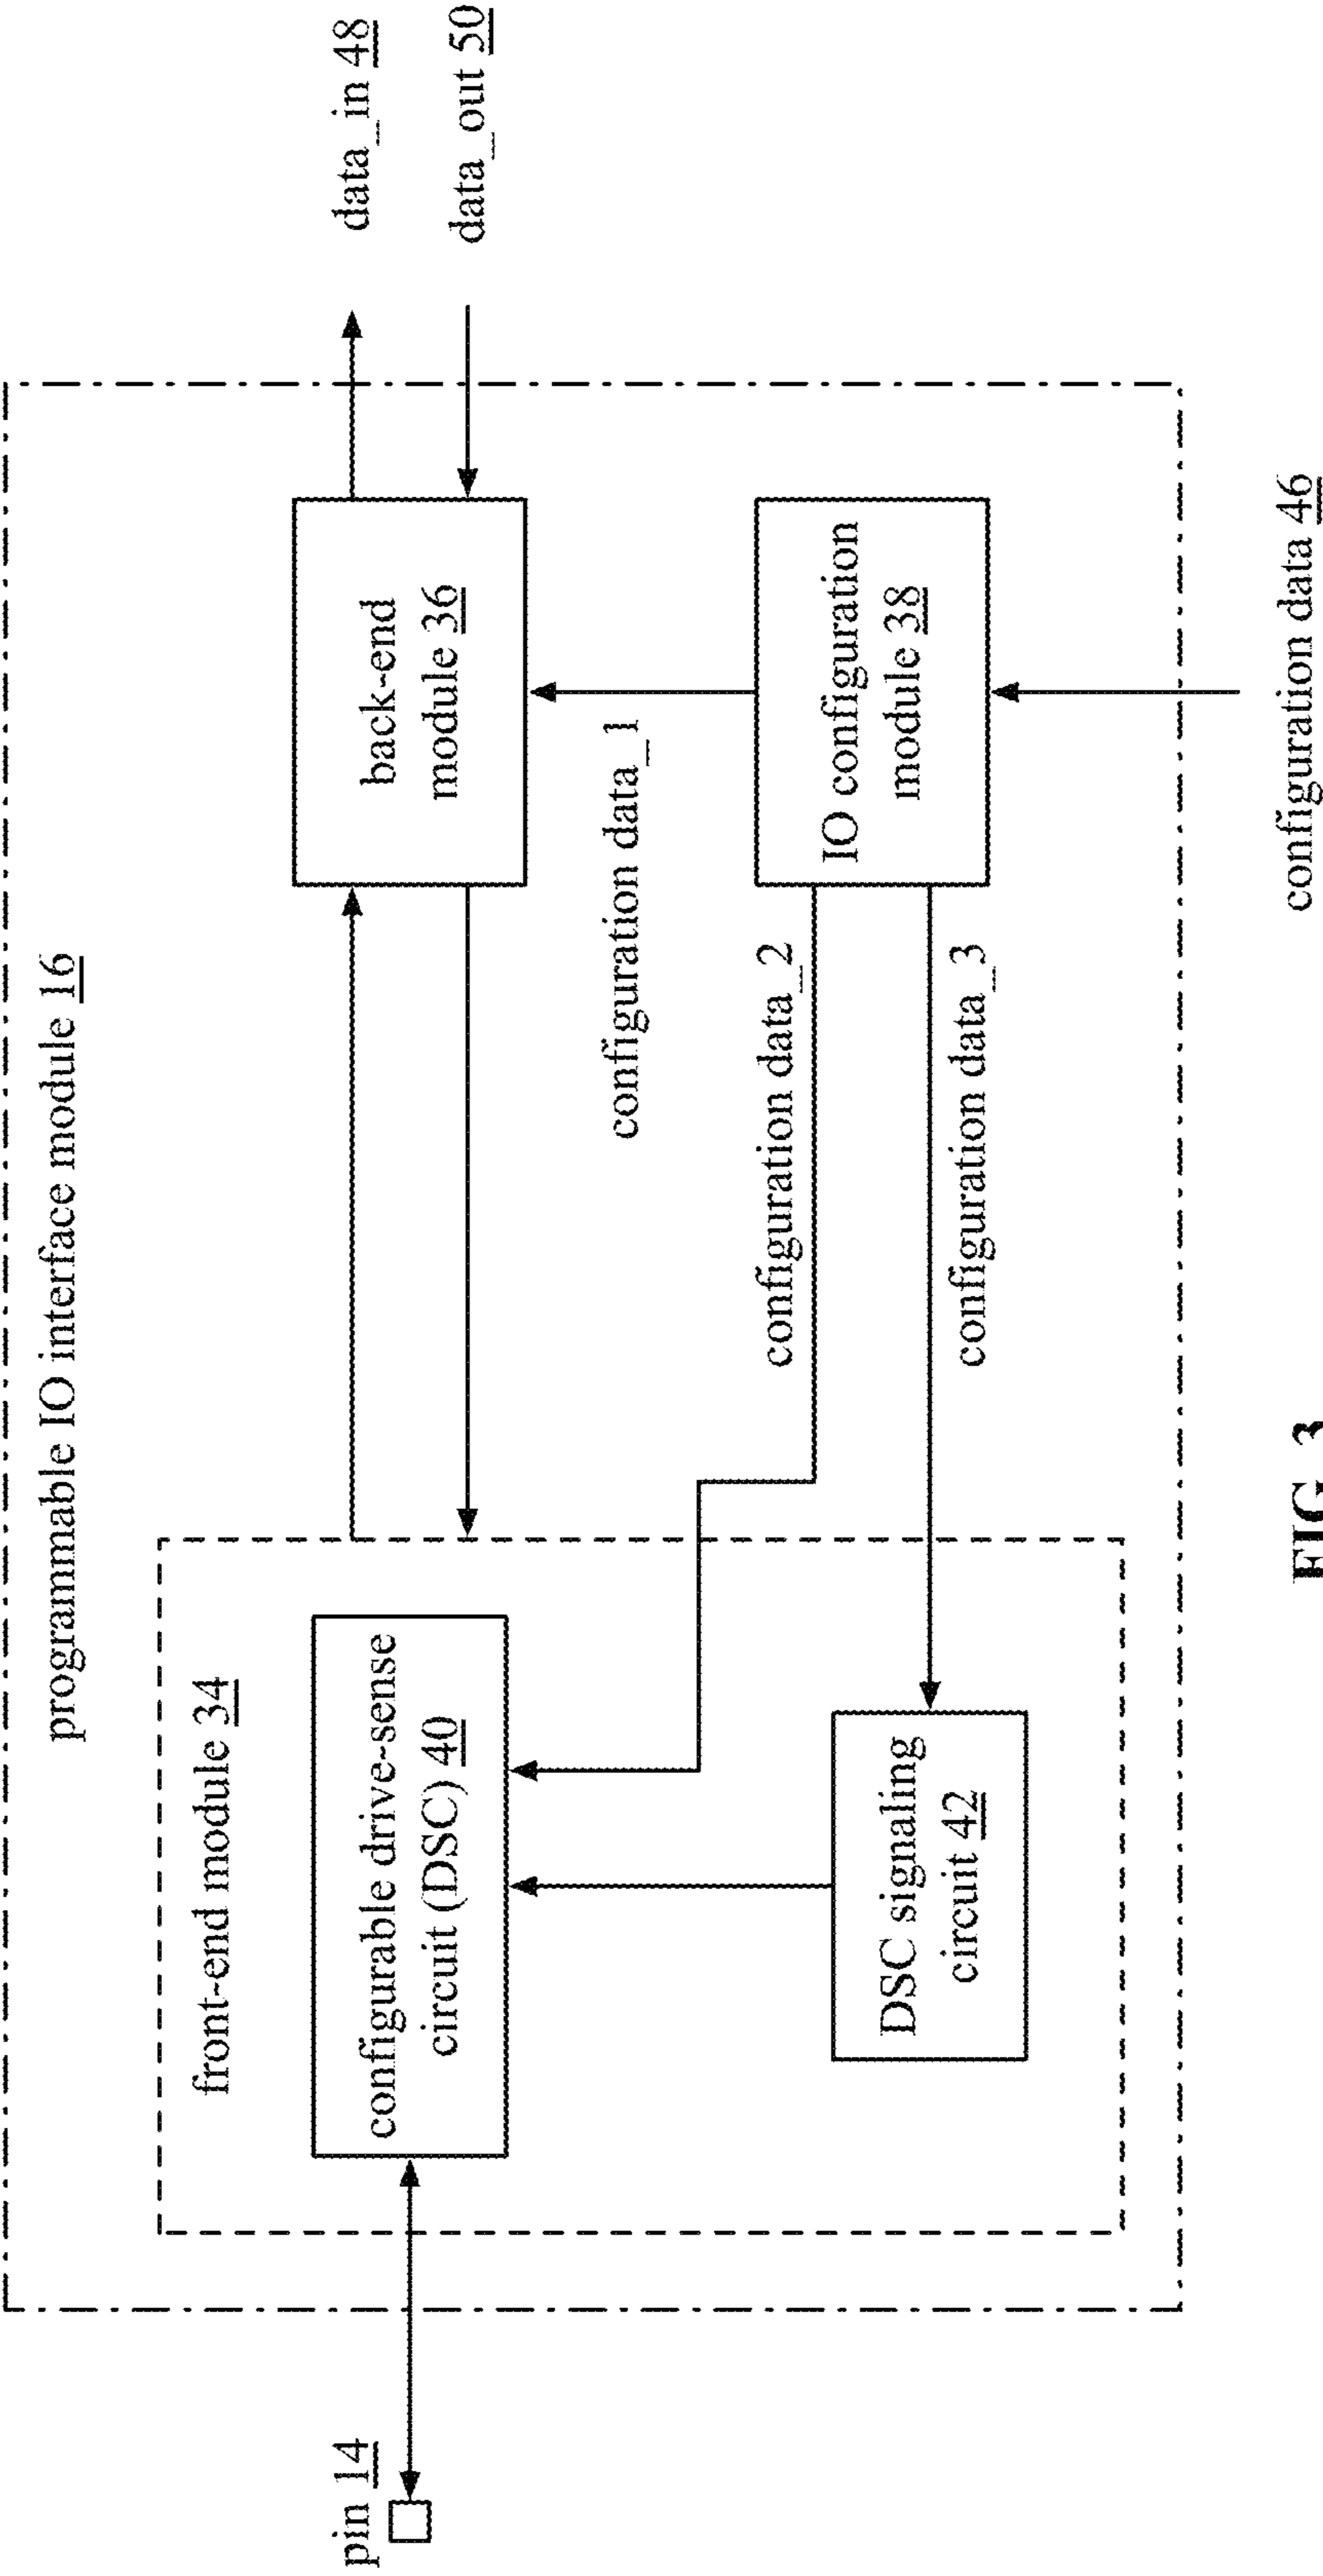 programmable IO interface module 16
front-end module 34
pin 14
configurable drive-sense
circuit (DSC) 40
back-end
module 36
data_in 48
data_out 50
configuration data_1
configuration data_2
configuration data_3
DSC signaling
circuit 42
IO configuration
module 38
configuration data 46
FIG. 3